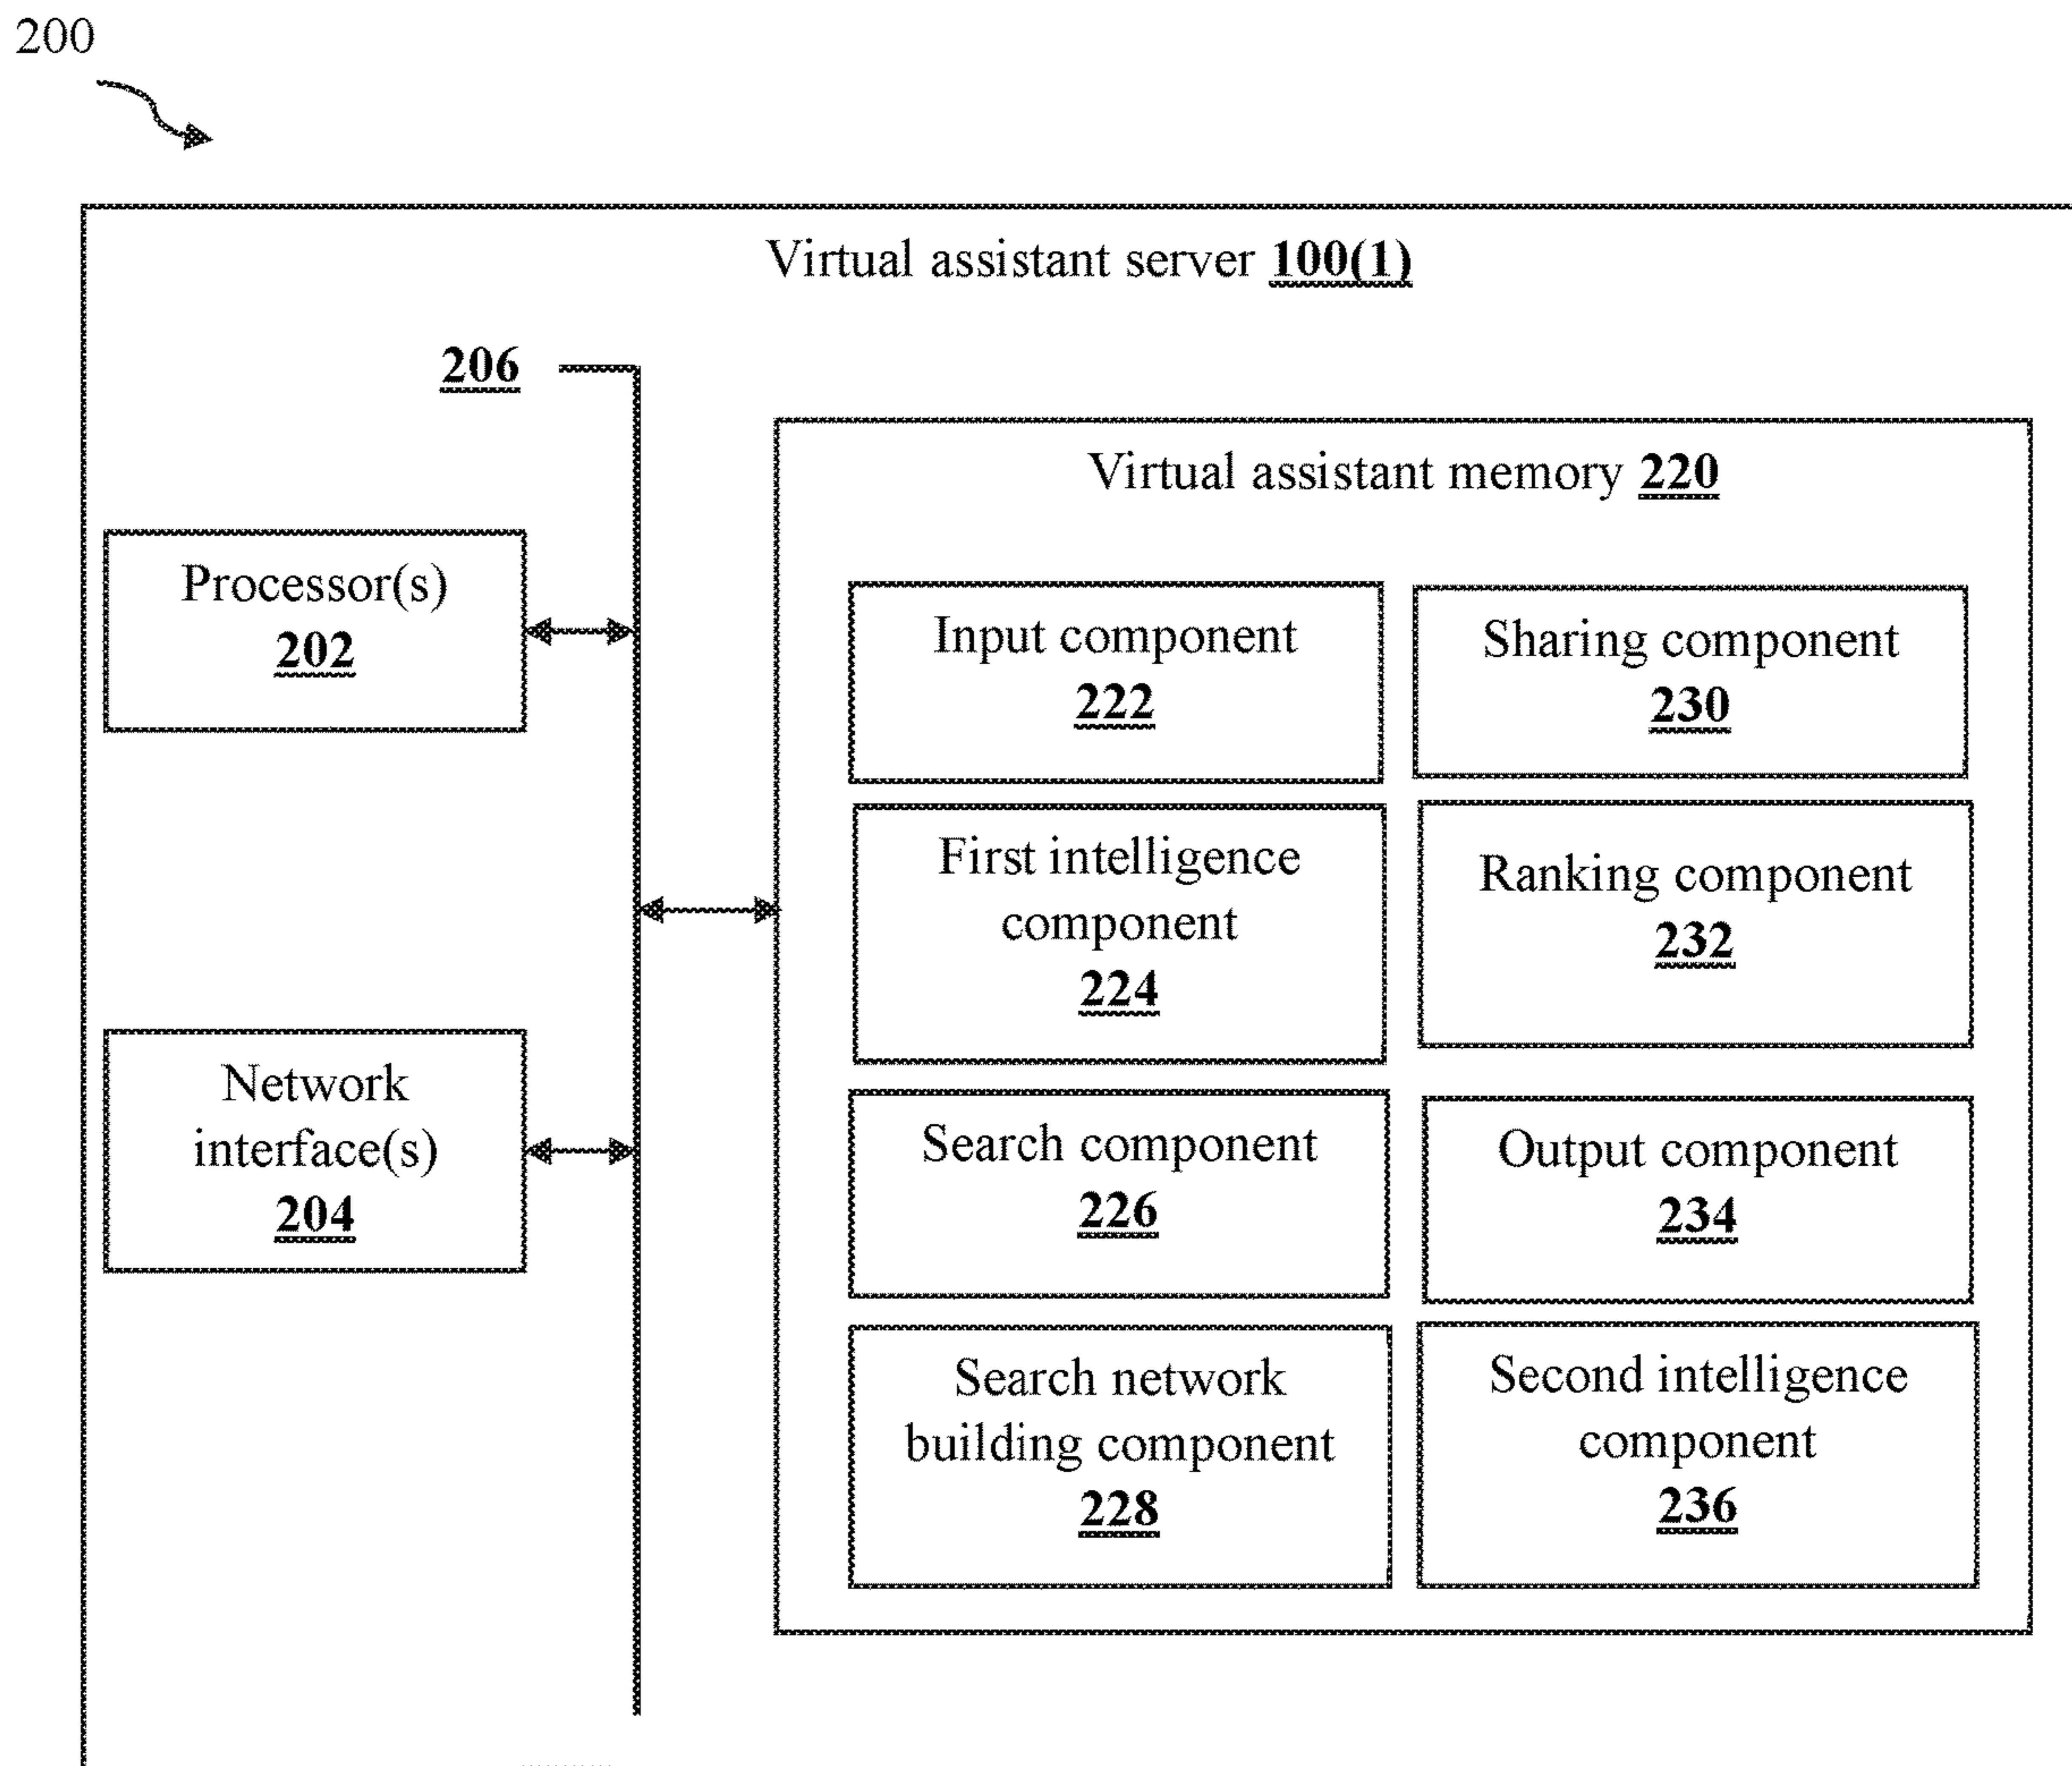 200
Virtual assistant server 100(1)
206
Virtual assistant memory 220
Processor(s)
202
Network
interface(s)
204
Input component
222
First intelligence
component
224
Search component
226
Search network
building component
228
Sharing component
230
Ranking component
232
Output component
234
Second intelligence
component
236